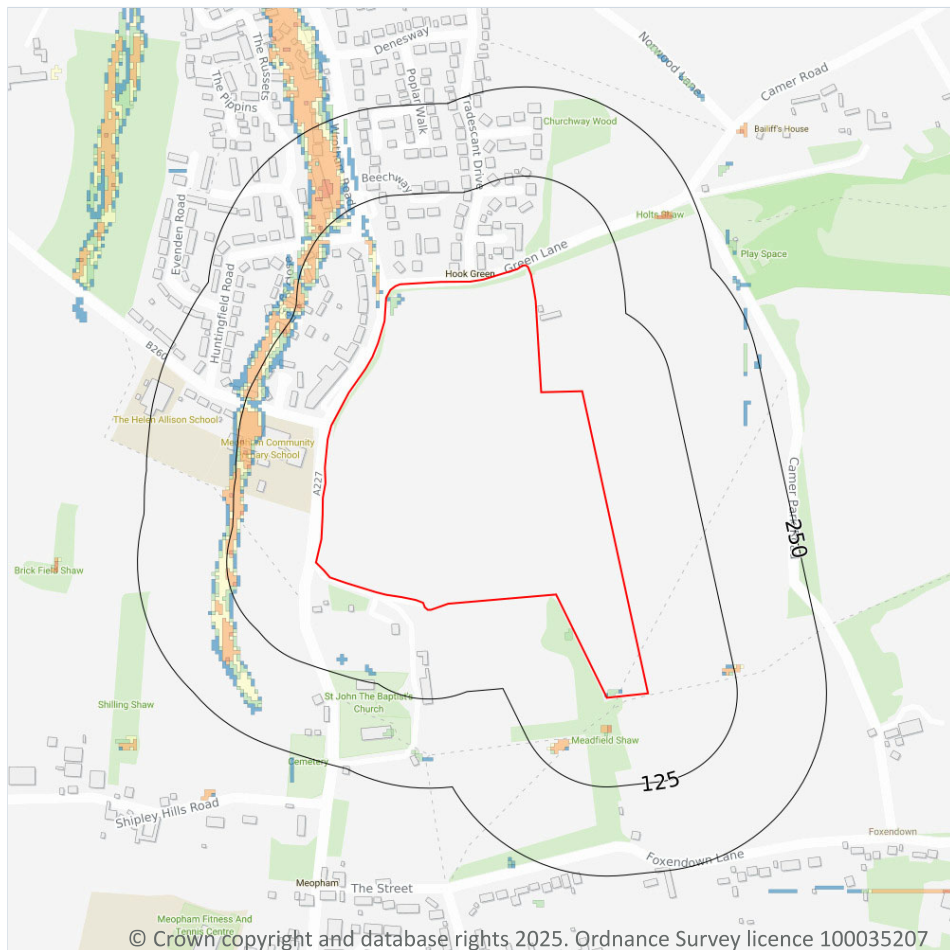 Denesway
Norwood Lane
The Russets
The Pippins
Poplar Walk
Tradescant Drive
Camer Road
Churchway Wood
Bailiff's House
Wrotham Road
Beechway
Evenden Road
Holts Shaw
Green Lane
Play Space
Hook Green
Huntingfield Road
B260
The Helen Allison School
A227
Camer Park Road
250
Brick Field Shaw
St John The Baptist's
Church
Shilling Shaw
Meadfield Shaw
Cemetery
125
Shipley Hills Road
Foxendown
Foxendown Lane
Meopham
The Street
Meopham Fitness And
Tennis Centre
© Crown copyright and database rights 2025. Ordnance Survey licence 100035207